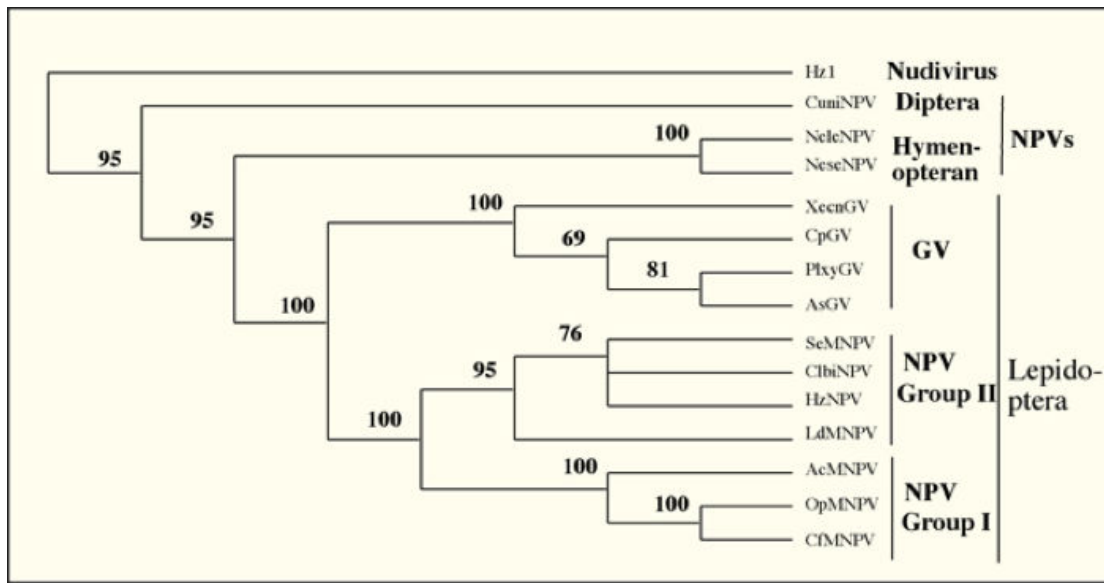 Hz1 Nudivirus
CuniNPV Diptera
NPVs
100 NeleNPV
NeseNPV
Hymen-
opteran
95
95
100 XecnGV
69 CpGV
81 PlxyGV
AsGV
GV
100
76 SeMNPV
95 ClbiNPV
HzNPV
LdMNPV
NPV
Group II
Lepido-
ptera
100
100 AcMNPV
100 OpMNPV
CfMNPV
NPV
Group I